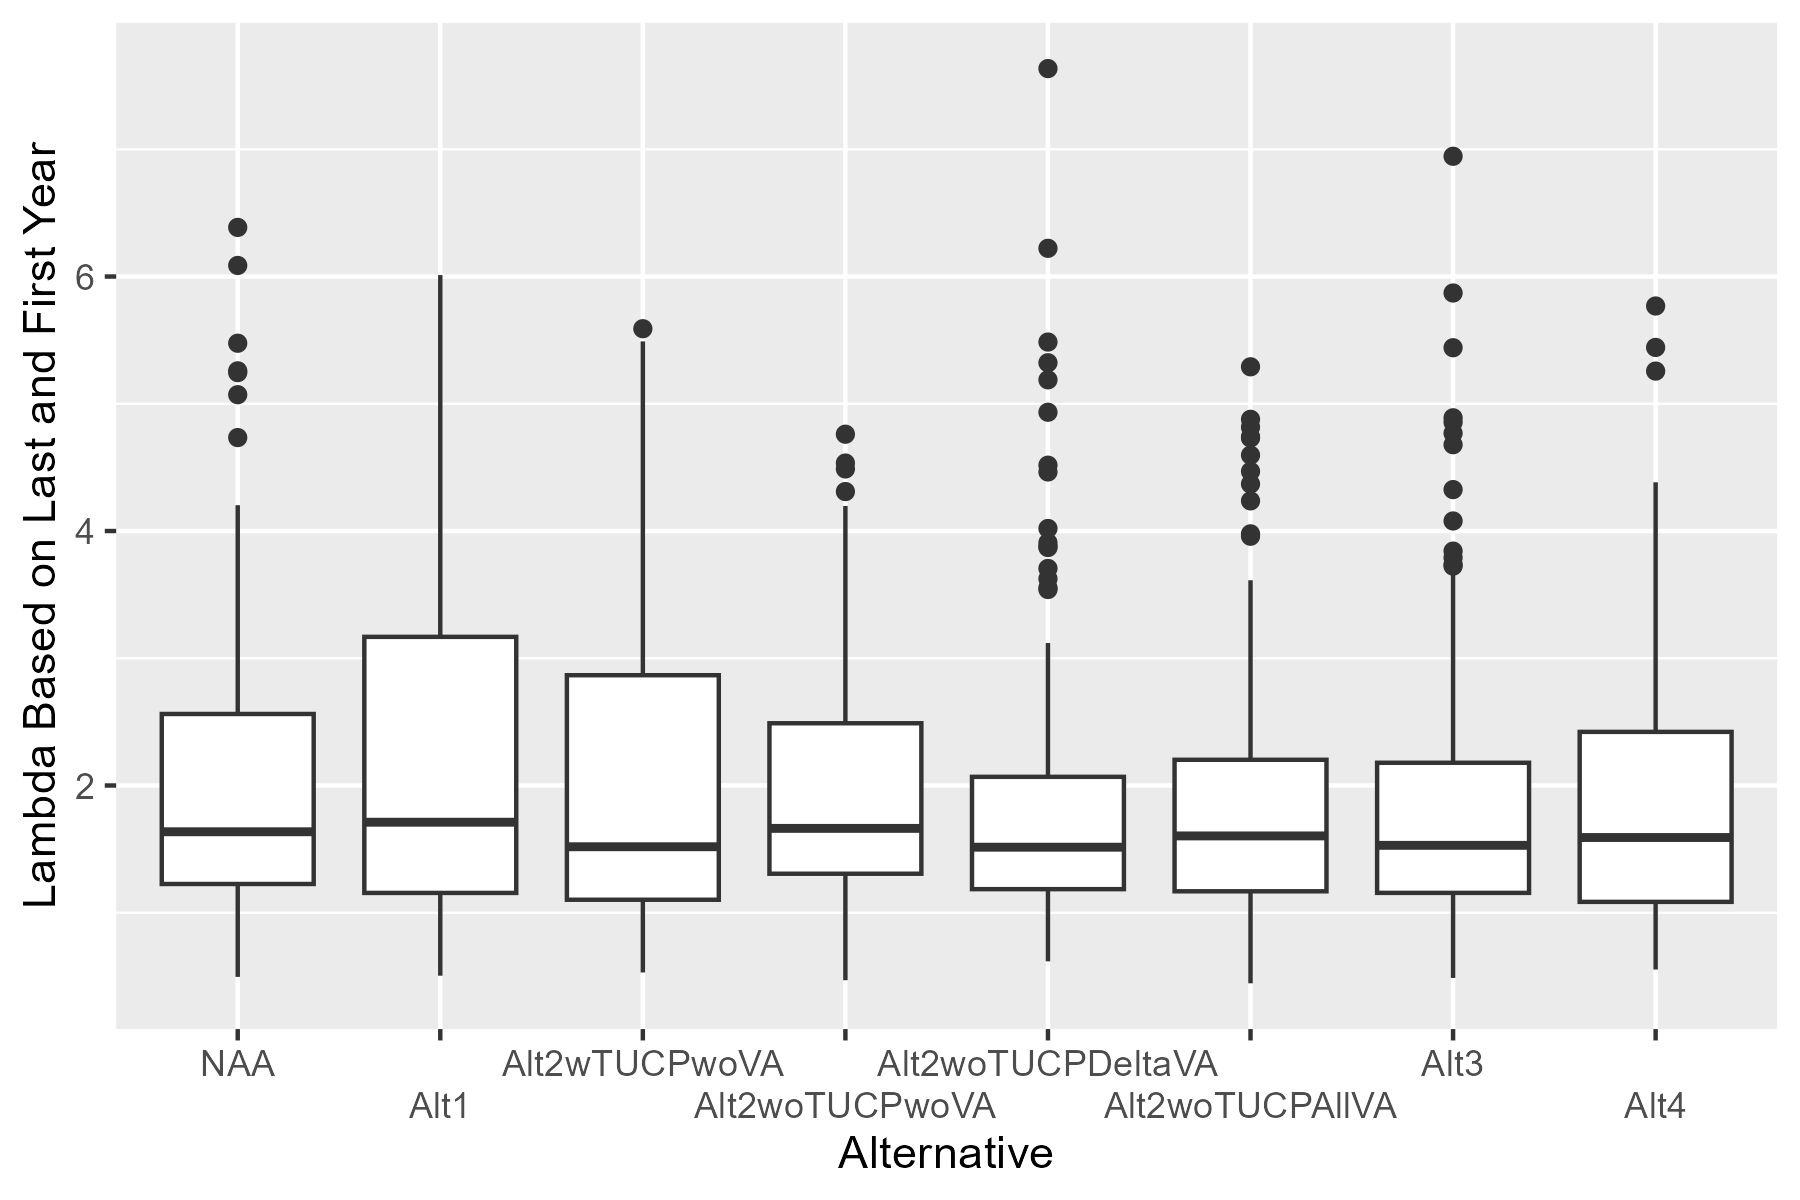 Lambda Based on Last and First Year
6
4
2
NAA
Alt2wTUCPwoVA
Alt2woTUCPDeltaVA
Alt3
Alt1
Alt2woTUCPwoVA
Alt2woTUCPAllVA
Alt4
Alternative